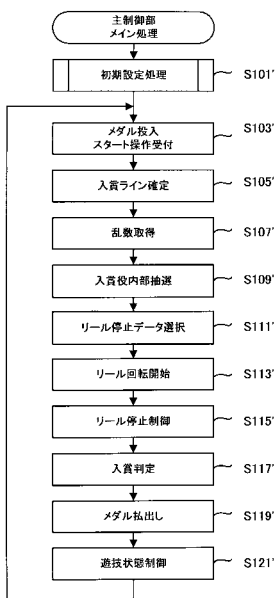 主制御部
メイン処理
初期設定処理
S101'
メダル投入
スタート操作受付
S103'
入賞ライン確定
S105'
乱数取得
S107'
入賞役内部抽選
S109'
リール停止データ選択
S111'
リール回転開始
S113'
リール停止制御
S115'
入賞判定
S117'
メダル払出し
S119'
遊技状態制御
S121'